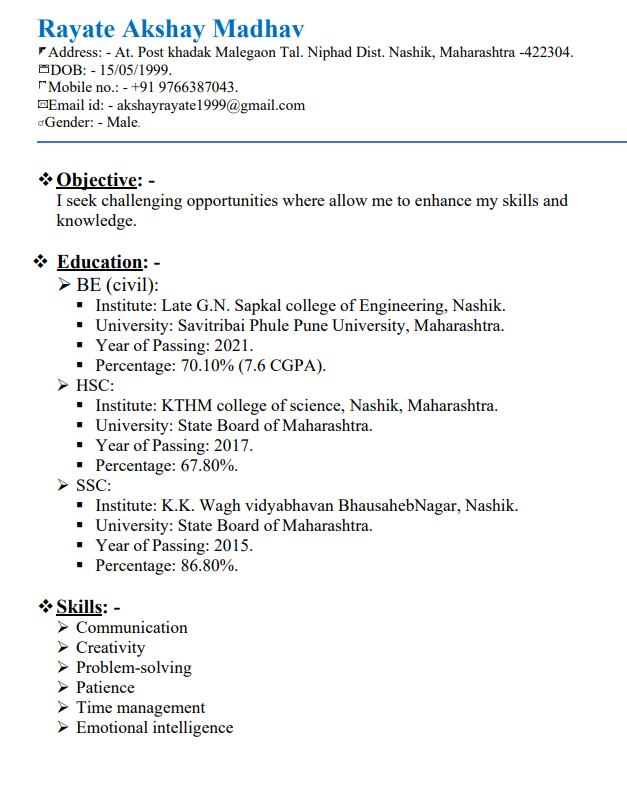 Rayate Akshay Madhav
Address: - At. Post khadak Malegaon Tal. Niphad Dist. Nashik, Maharashtra -422304.
DOB: - 15/05/1999.
Mobile no.: - +91 9766387043.
Email id: - akshayrayate1999@gmail.com
♂Gender: - Male.
❖ Objective: -
I seek challenging opportunities where allow me to enhance my skills and
knowledge.
❖ Education: -
➢ BE (civil):
▪ Institute: Late G.N. Sapkal college of Engineering, Nashik.
▪ University: Savitribai Phule Pune University, Maharashtra.
▪ Year of Passing: 2021.
▪ Percentage: 70.10% (7.6 CGPA).
➢ HSC:
▪ Institute: KTHM college of science, Nashik, Maharashtra.
▪ University: State Board of Maharashtra.
▪ Year of Passing: 2017.
▪ Percentage: 67.80%.
➢ SSC:
▪ Institute: K.K. Wagh vidyabhavan BhausahebNagar, Nashik.
▪ University: State Board of Maharashtra.
▪ Year of Passing: 2015.
▪ Percentage: 86.80%.
❖ Skills: -
➢ Communication
➢ Creativity
➢ Problem-solving
➢ Patience
➢ Time management
➢ Emotional intelligence